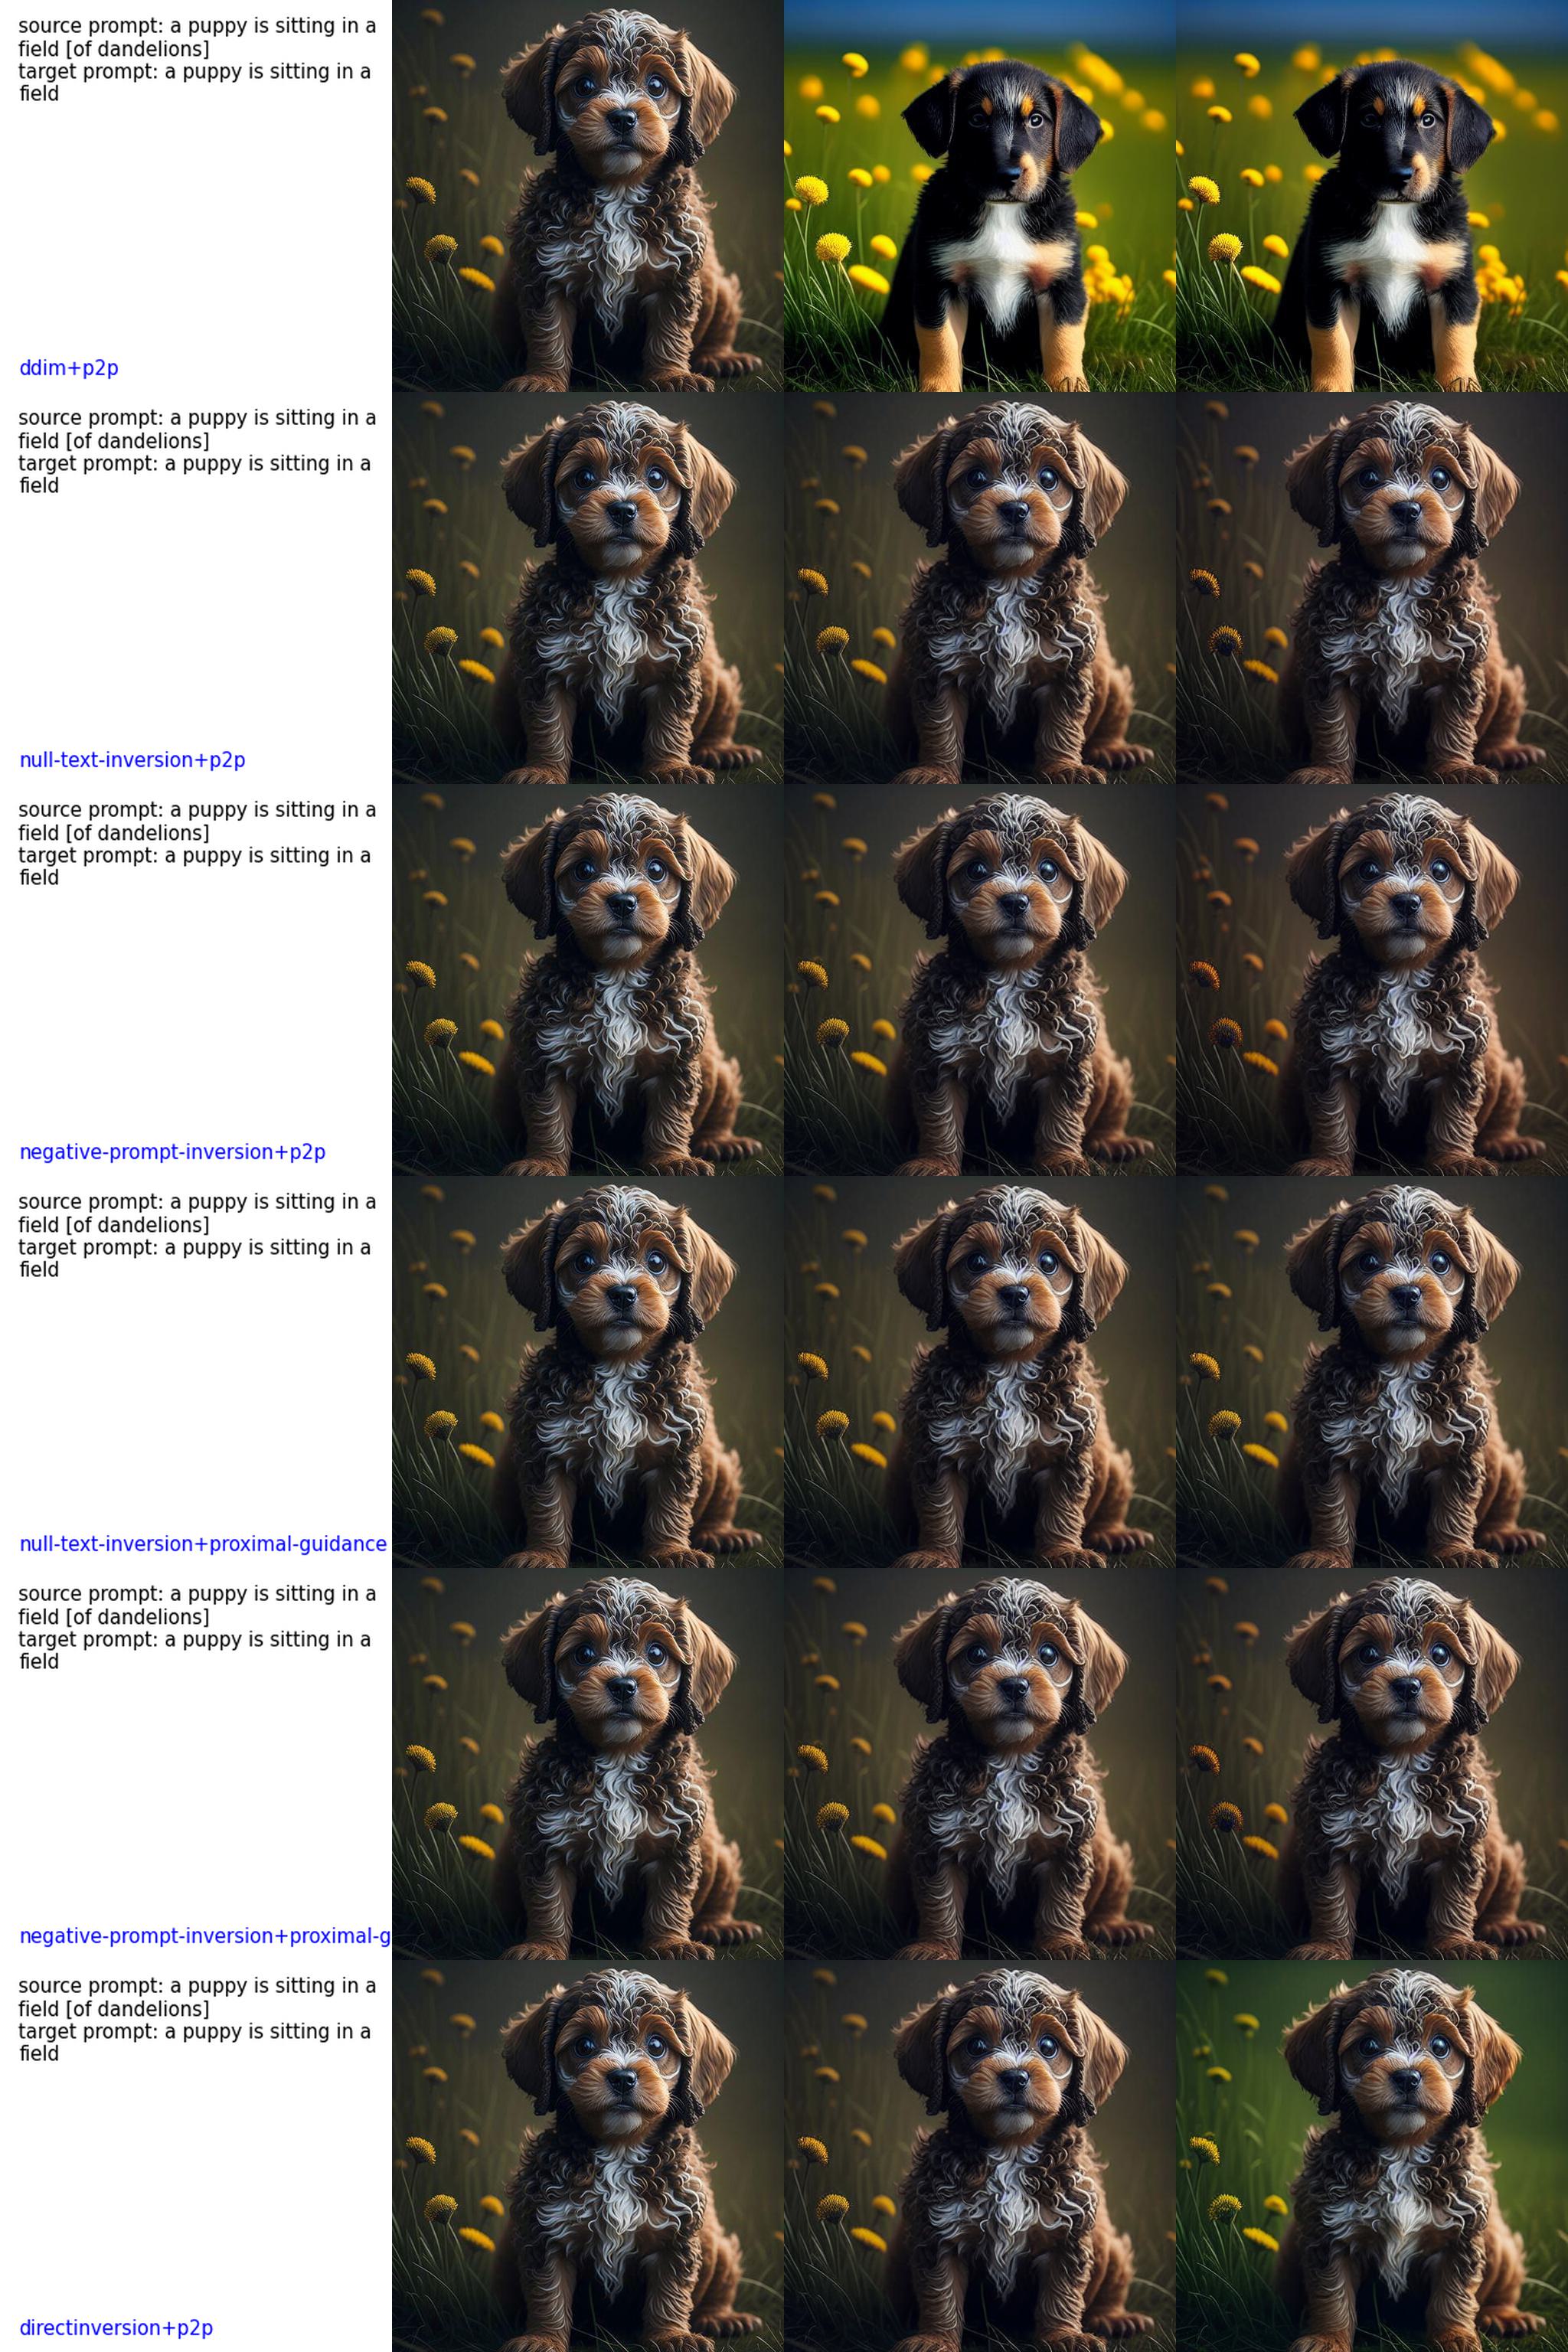 source prompt: a puppy is sitting in a
field [of dandelions]
target prompt: a puppy is sitting in a
field
ddim+p2p
source prompt: a puppy is sitting in a
field [of dandelions]
target prompt: a puppy is sitting in a
field
null-text-inversion+p2p
source prompt: a puppy is sitting in a
field [of dandelions]
target prompt: a puppy is sitting in a
field
negative-prompt-inversion+p2p
source prompt: a puppy is sitting in a
field [of dandelions]
target prompt: a puppy is sitting in a
field
null-text-inversion+proximal-guidance
source prompt: a puppy is sitting in a
field [of dandelions]
target prompt: a puppy is sitting in a
field
negative-prompt-inversion+proximal-g
source prompt: a puppy is sitting in a
field [of dandelions]
target prompt: a puppy is sitting in a
field
directinversion+p2p